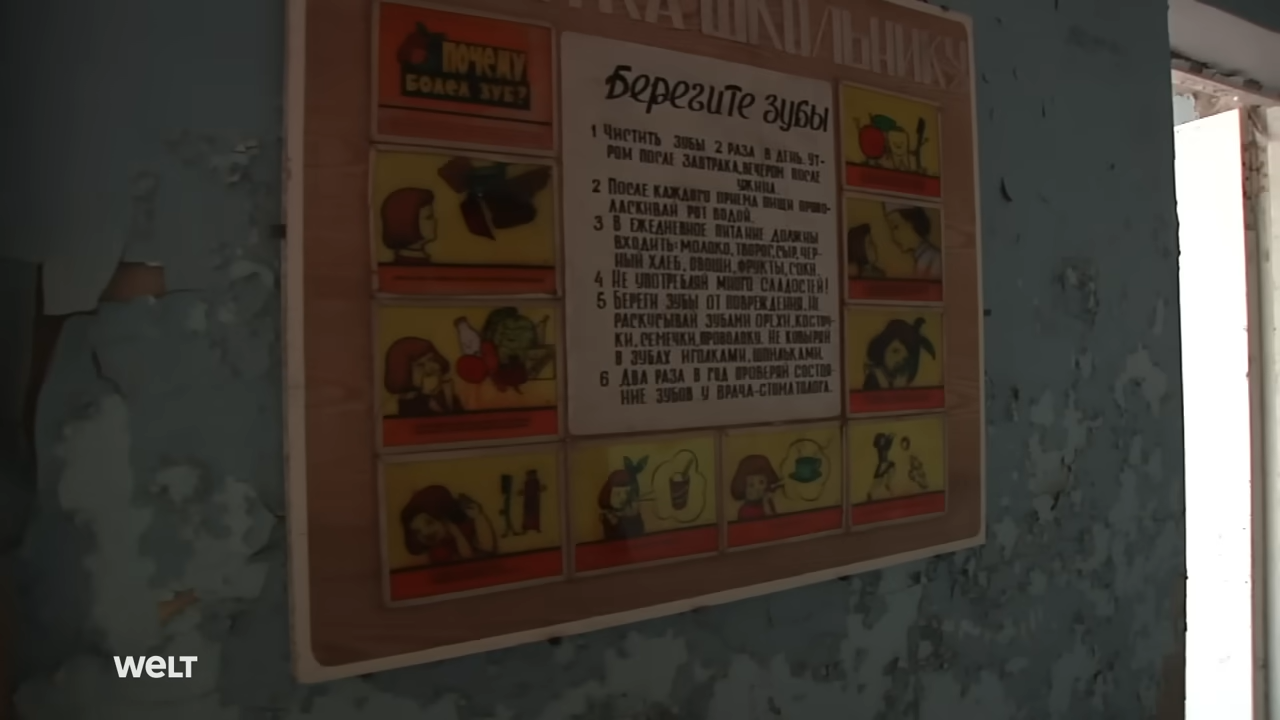 ШКОЛЬНИКУ
ПОЧЕМУ
БОЛЕЛ ЗУБ?
Берегите зубы
1 ЧИСТИТЬ ЗУБЫ 2 РАЗА В ДЕНЬ. УТ-
РОМ ПОСЛЕ ЗАВТРАКА, ВЕЧЕРОМ ПОСЛЕ
УЖИНА.
2 ПОСЛЕ КАЖДОГО ПРИЕМА ПИЩИ ПРОПО-
ЛАСКИВАЙ РОТ ВОДОЙ.
3 В ЕЖЕДНЕВНОЕ ПИТАНИЕ ДОЛЖНЫ
ВХОДИТЬ: МОЛОКО, ТВОРОГ, СЫР, ЧЕР-
НЫЙ ХЛЕБ, ОВОЩИ, ФРУКТЫ, СОКИ.
4 НЕ УПОТРЕБЛЯЙ МНОГО СЛАДОСТЕЙ!
5 БЕРЕГИ ЗУБЫ ОТ ПОВРЕЖДЕНИЯ. НЕ
РАСКУСЫВАЙ ЗУБАМИ ОРЕХИ, КОСТОЧ-
КИ, СЕМЕЧКИ, ПРОВОЛОКУ. НЕ КОВЫРЯЙ
В ЗУБАХ ИГОЛКАМИ, ШПИЛЬКАМИ.
6 ДВА РАЗА В ГОД ПРОВЕРЯЙ СОСТОЯ-
НИЕ ЗУБОВ У ВРАЧА-СТОМАТОЛОГА.
WELT